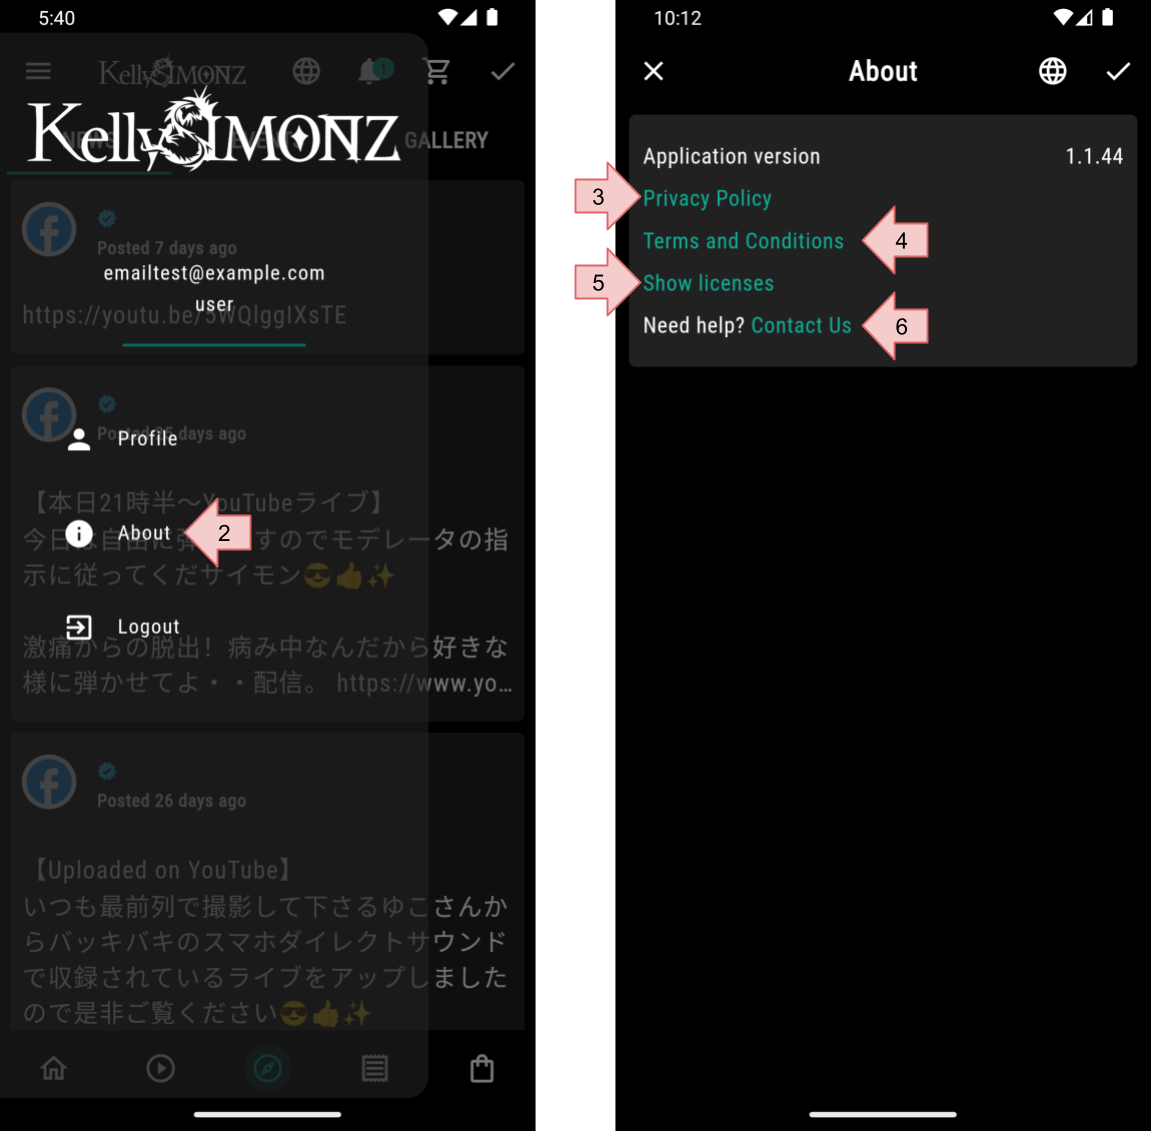 5:40
Kelly SIMONZ
1
Kelly SIMONZ
NEWS
EVENT
GALLERY
Posted 7 days ago
emailtest@example.com
user
https://youtu.be/5WQlggIXsTE
Posted 25 days ago
Profile
【本日21時半〜YouTubeライブ】
About
2
今日は自由に弾 すのでモデレータの指
示に従ってくだサイモン😎👍✨
Logout
激痛からの脱出！ 病み中なんだから好きな
様に弾かせてよ・・配信。 https://www.yo...
Posted 26 days ago
【Uploaded on YouTube】
いつも最前列で撮影して下さるゆこさんか
らバッキバキのスマホダイレクトサウンド
で収録されているライブをアップしました
ので是非ご覧ください😎👍✨
10:12
About
Application version 1.1.44
3
Privacy Policy
Terms and Conditions
4
5
Show licenses
Need help? Contact Us
6